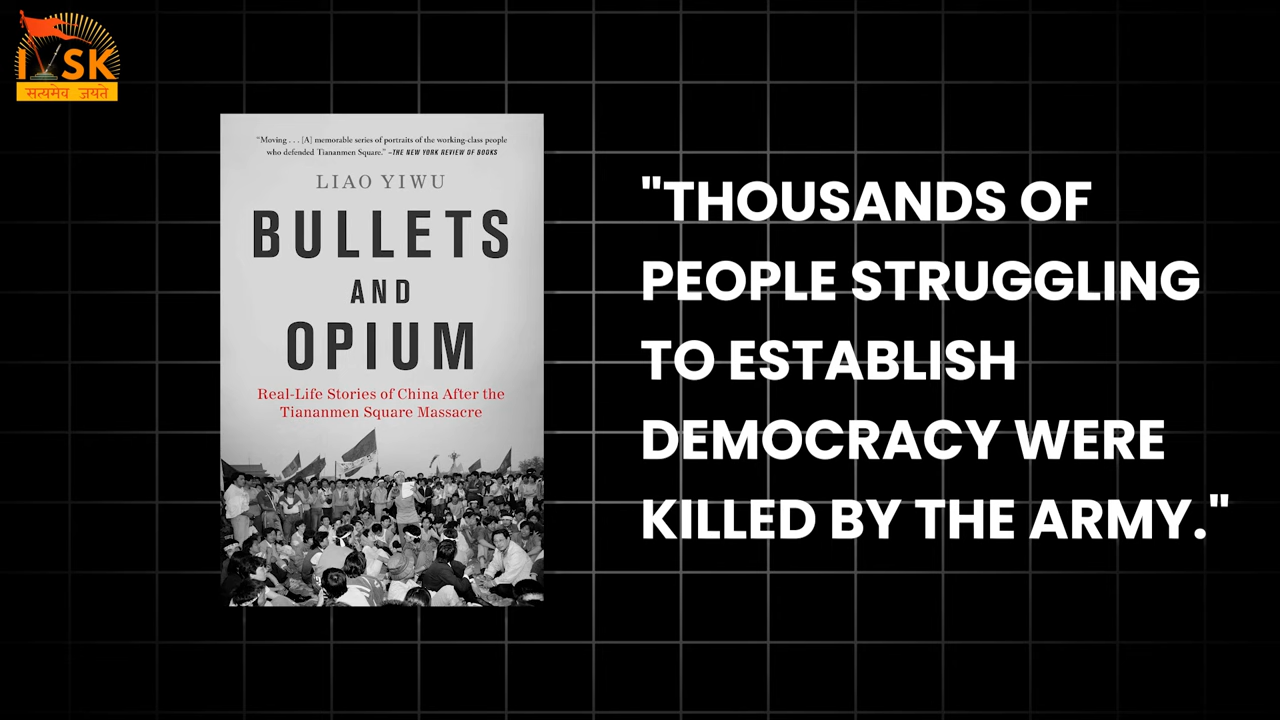 IVSK
सत्यमेव जयते
"Moving . . . [A] memorable series of portraits of the working-class people
who defended Tiananmen Square." –THE NEW YORK REVIEW OF BOOKS
LIAO YIWU
BULLETS
AND
OPIUM
Real-Life Stories of China After the
Tiananmen Square Massacre
"THOUSANDS OF
PEOPLE STRUGGLING
TO ESTABLISH
DEMOCRACY WERE
KILLED BY THE ARMY."